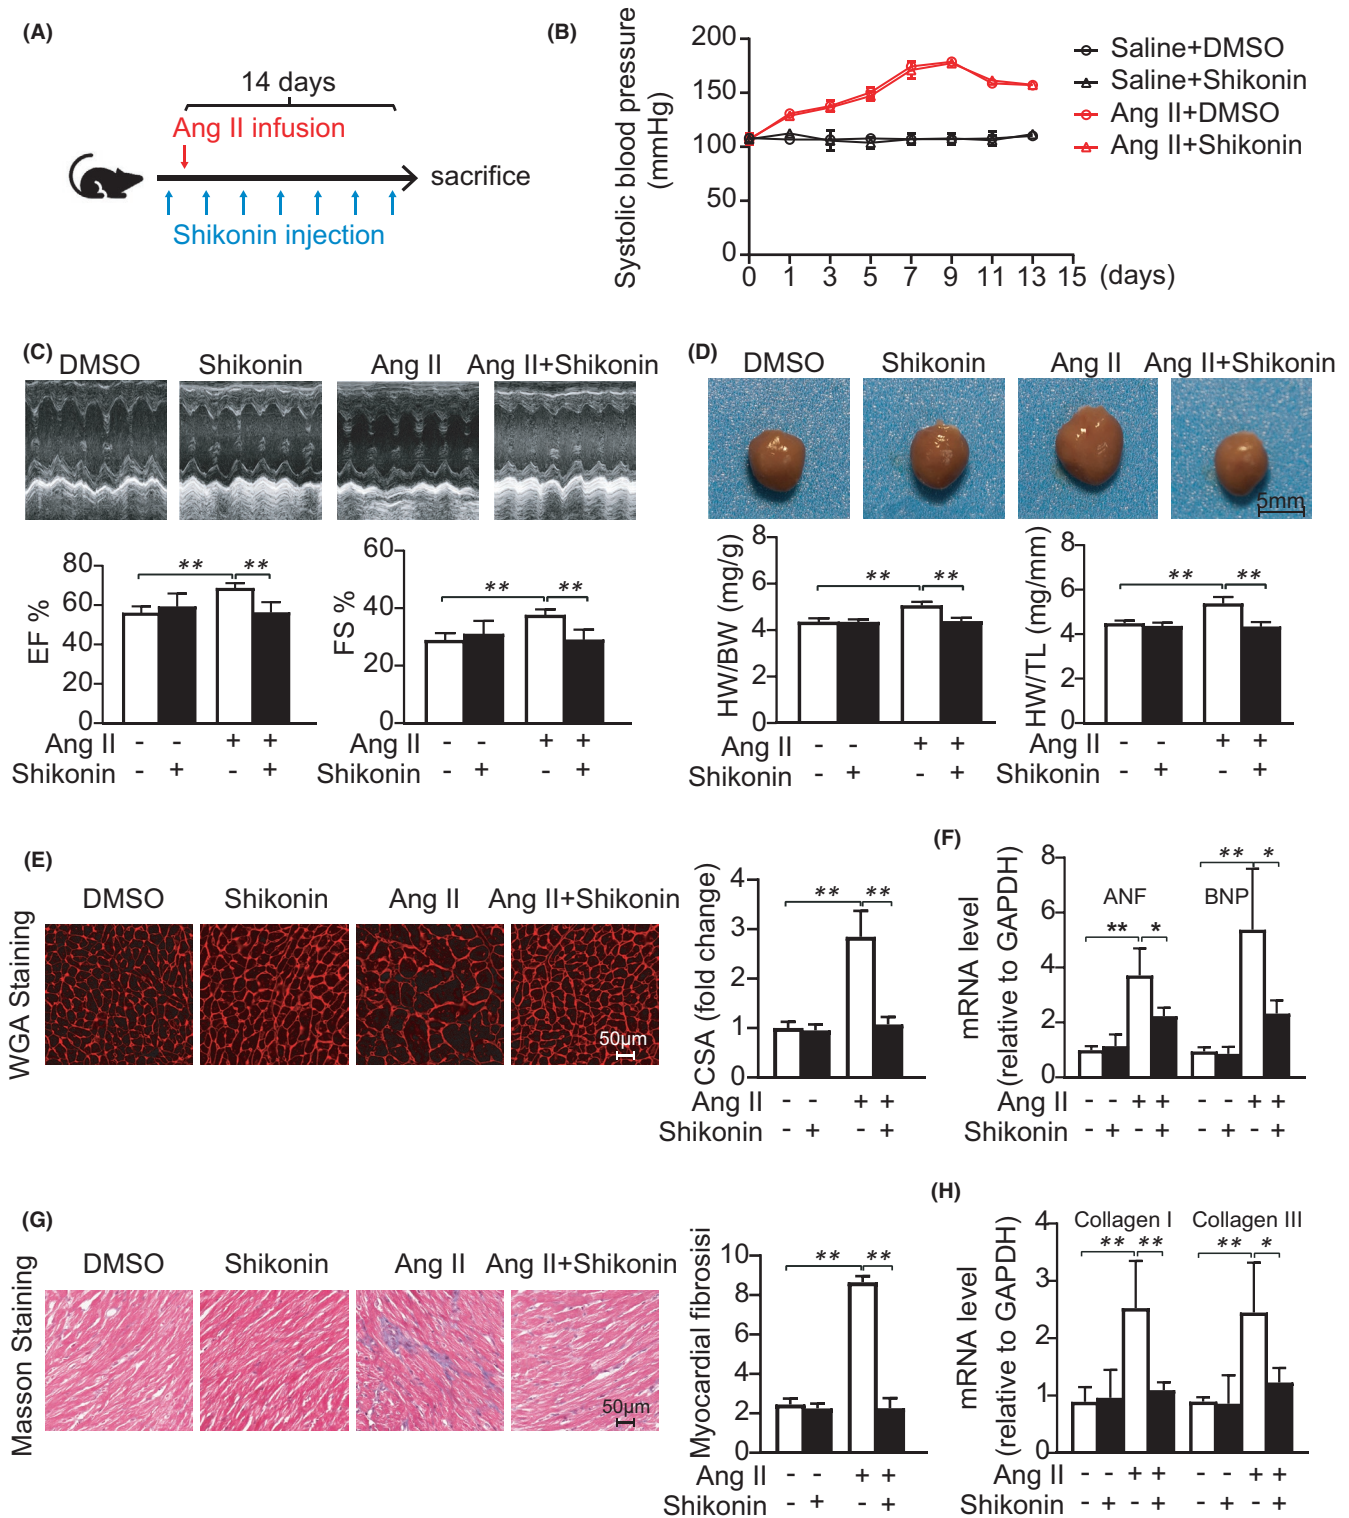 (A)
14 days
Ang II infusion
sacrifice
Shikonin injection
(B)
Systolic blood pressure
(mmHg)
200
150
100
50
0
0 1 3 5 7 9 11 13 15 (days)
Saline+DMSO
Saline+Shikonin
Ang II+DMSO
Ang II+Shikonin
(C)
DMSO Shikonin Ang II Ang II+Shikonin
EF %
80
60
40
20
0
** **
Ang II - - + +
Shikonin - + - +
FS %
60
40
20
0
** **
Ang II - - + +
Shikonin - + - +
(D)
DMSO Shikonin Ang II Ang II+Shikonin
5mm
HW/BW (mg/g)
8
6
4
2
0
** **
Ang II - - + +
Shikonin - + - +
HW/TL (mg/mm)
8
6
4
2
0
** **
Ang II - - + +
Shikonin - + - +
(E)
WGA Staining
DMSO Shikonin Ang II Ang II+Shikonin
50μm
CSA (fold change)
4
3
2
1
0
** **
Ang II - - + +
Shikonin - + - +
(F)
mRNA level
(relative to GAPDH)
8
6
4
2
0
ANF BNP
** * ** *
Ang II - - + + - - + +
Shikonin - + - + - + - +
(G)
Masson Staining
DMSO Shikonin Ang II Ang II+Shikonin
50μm
Myocardial fibrosisi
10
8
6
4
2
0
** **
Ang II - - + +
Shikonin - + - +
(H)
mRNA level
(relative to GAPDH)
4
3
2
1
0
Collagen I Collagen III
** ** ** *
Ang II - - + + - - + +
Shikonin - + - + - + - +